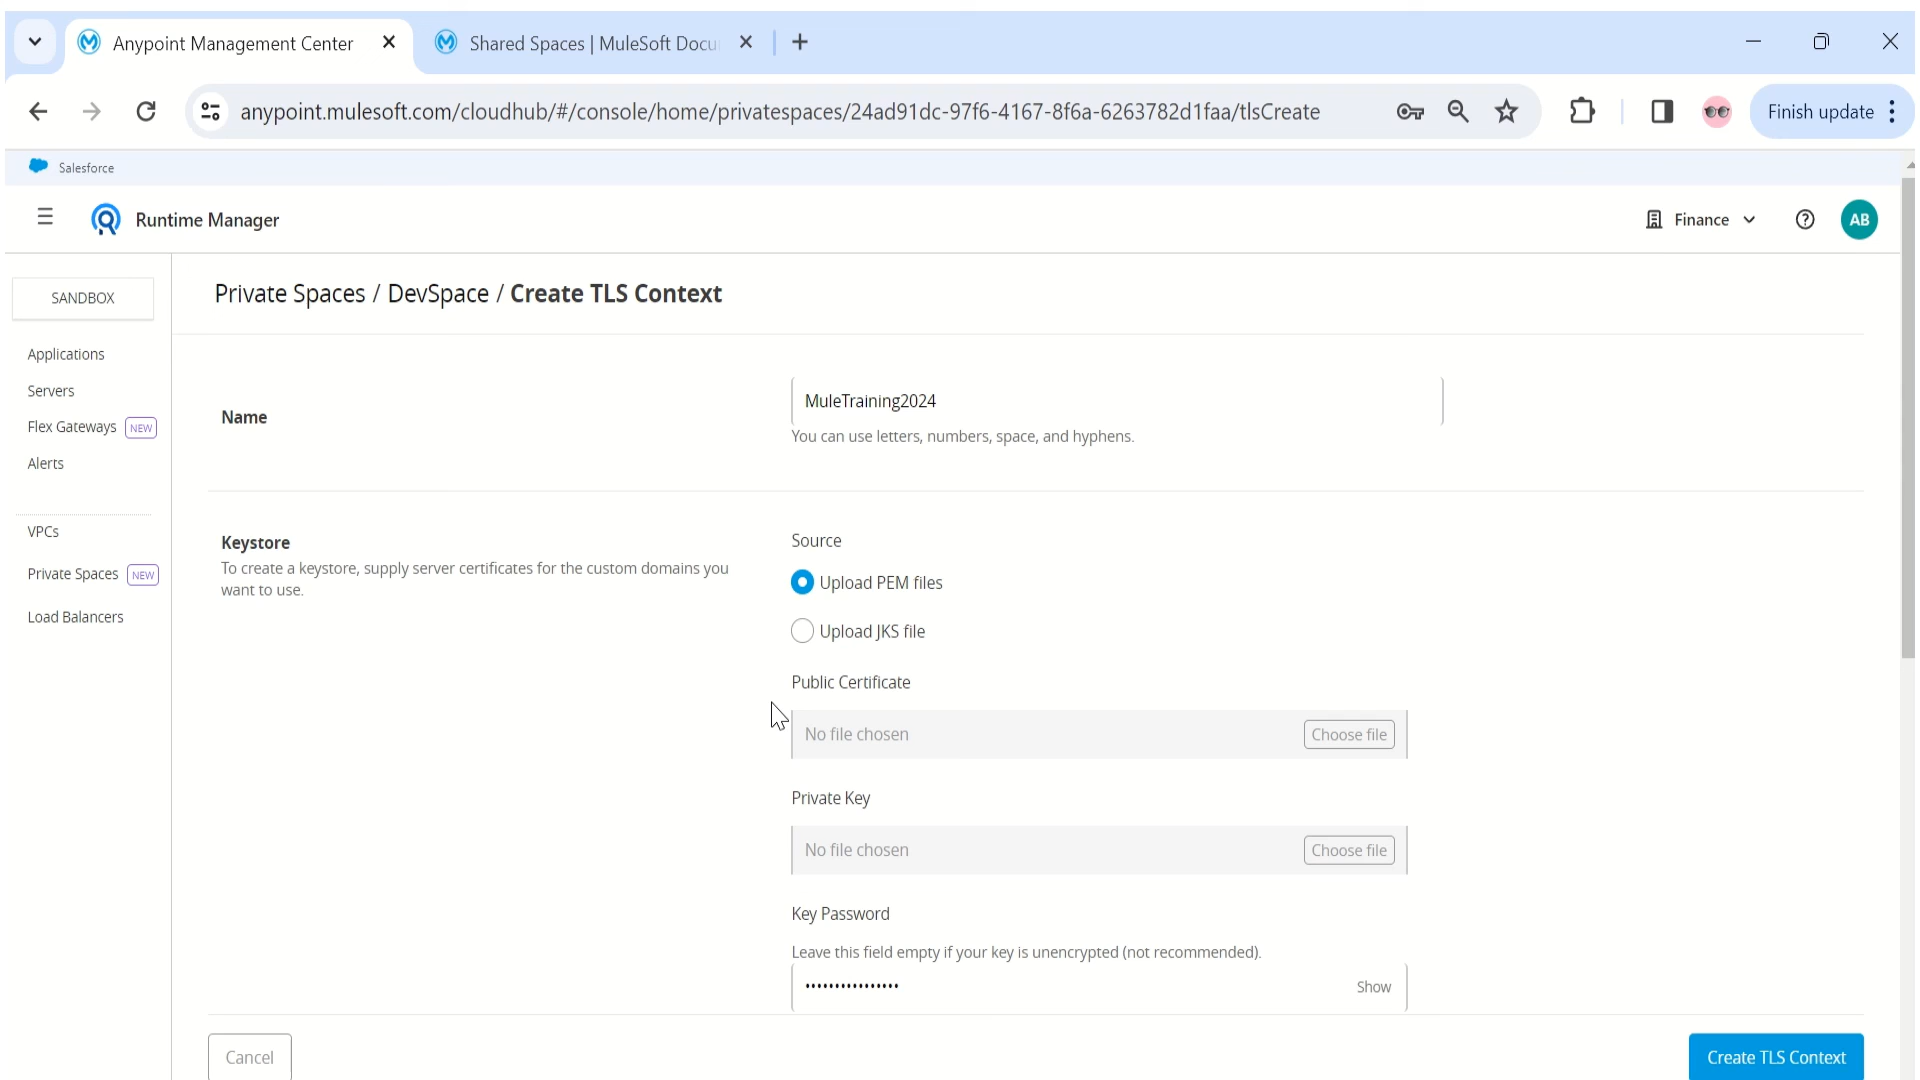 Anypoint Management Center
Shared Spaces | MuleSoft Docu
anypoint.mulesoft.com/cloudhub/#/console/home/privatespaces/24ad91dc-97f6-4167-8f6a-6263782d1faa/tlsCreate
Finish update
Salesforce
Runtime Manager
Finance
AB
SANDBOX
Private Spaces / DevSpace / Create TLS Context
Applications
Servers
Flex Gateways NEW
Alerts
VPCs
Private Spaces NEW
Load Balancers
Name
MuleTraining2024
You can use letters, numbers, space, and hyphens.
Keystore
To create a keystore, supply server certificates for the custom domains you
want to use.
Source
Upload PEM files
Upload JKS file
Public Certificate
No file chosen Choose file
Private Key
No file chosen Choose file
Key Password
Leave this field empty if your key is unencrypted (not recommended).
•••••••••••••••• Show
Cancel
Create TLS Context